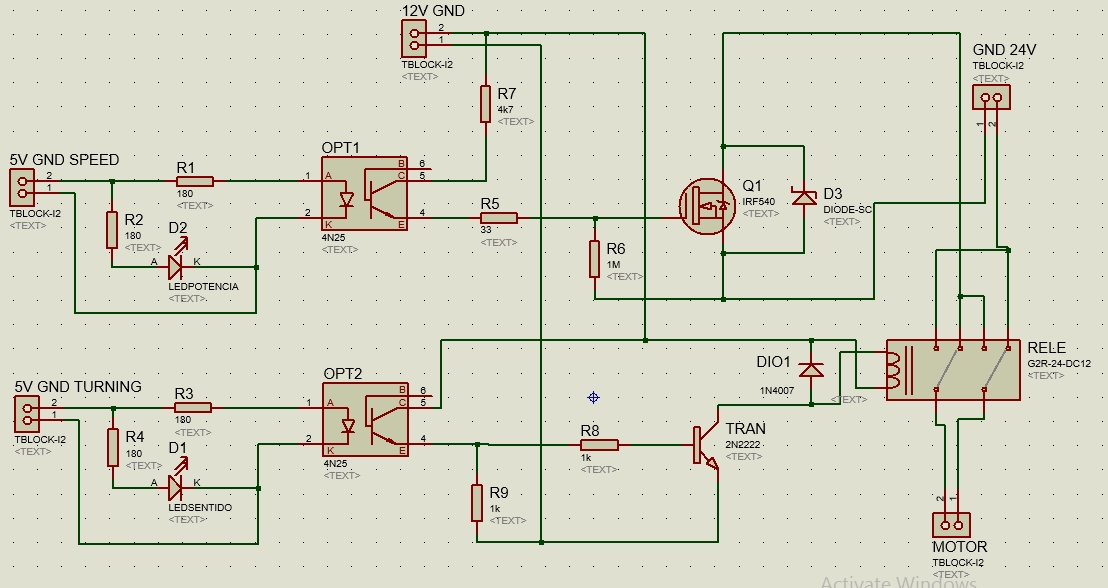 12V GND
2
1
TBLOCK-I2
<TEXT>
GND 24V
TBLOCK-I2
<TEXT>
1
2
R7
4k7
<TEXT>
5V GND SPEED
2
1
TBLOCK-I2
<TEXT>
R1
180
<TEXT>
R2
180
<TEXT>
D2
A
K
LEDPOTENCIA
<TEXT>
OPT1
1
A
B
6
C
5
2
K
E
4
4N25
<TEXT>
R5
33
<TEXT>
R6
1M
<TEXT>
Q1
IRF540
<TEXT>
D3
DIODE-SC
<TEXT>
5V GND TURNING
2
1
TBLOCK-I2
<TEXT>
R3
180
<TEXT>
R4
180
<TEXT>
D1
A
K
LEDSENTIDO
<TEXT>
OPT2
1
A
B
6
C
5
2
K
E
4
4N25
<TEXT>
R8
1k
<TEXT>
R9
1k
<TEXT>
TRAN
2N2222
<TEXT>
DIO1
1N4007
<TEXT>
RELE
G2R-24-DC12
<TEXT>
2
1
MOTOR
TBLOCK-I2
<TEXT>
Activate Windows